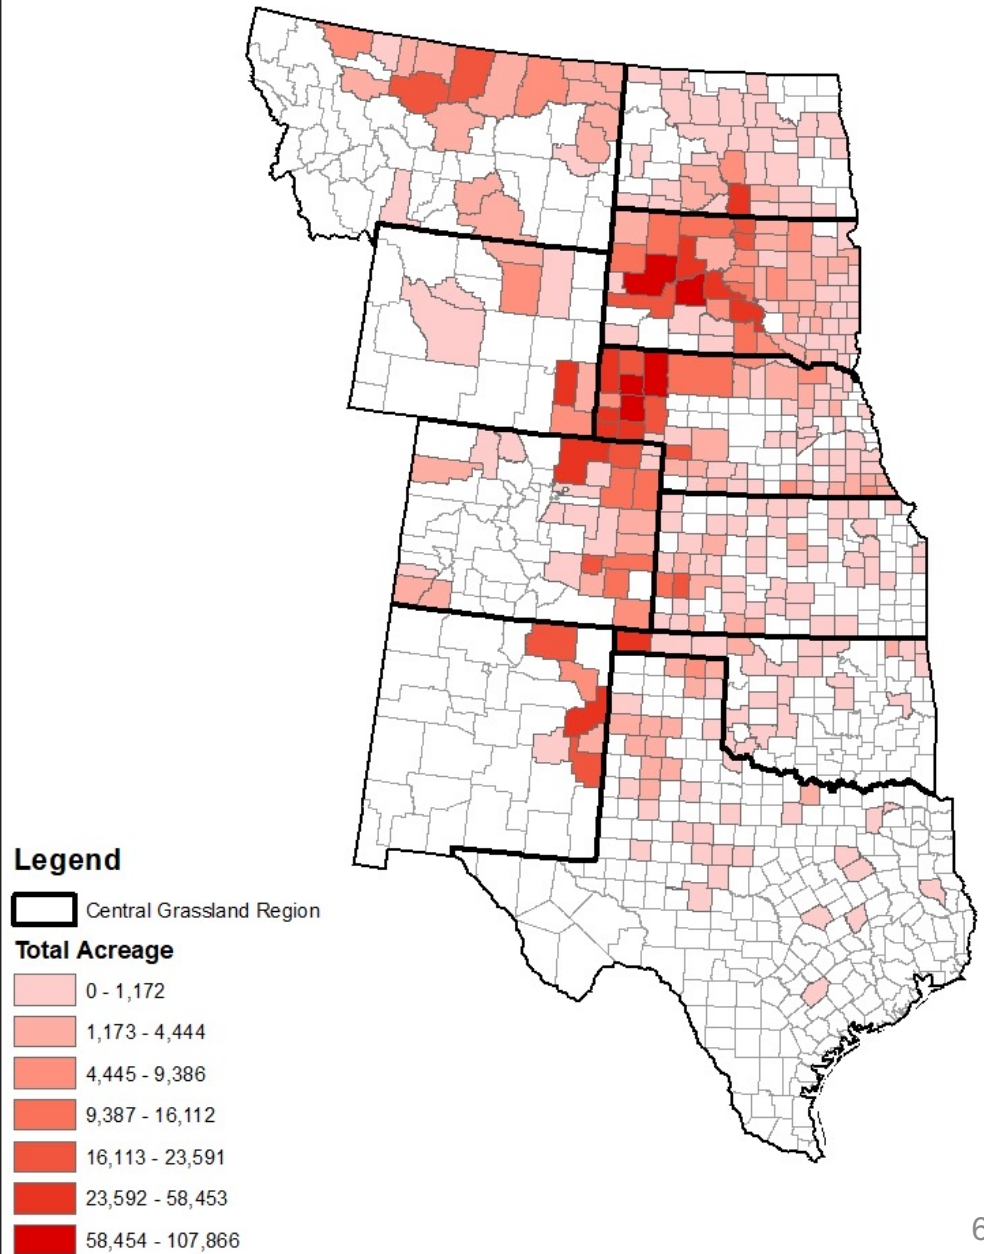 Legend
Central Grassland Region
Total Acreage
0 - 1,172
1,173 - 4,444
4,445 - 9,386
9,387 - 16,112
16,113 - 23,591
23,592 - 58,453
58,454 - 107,866
6